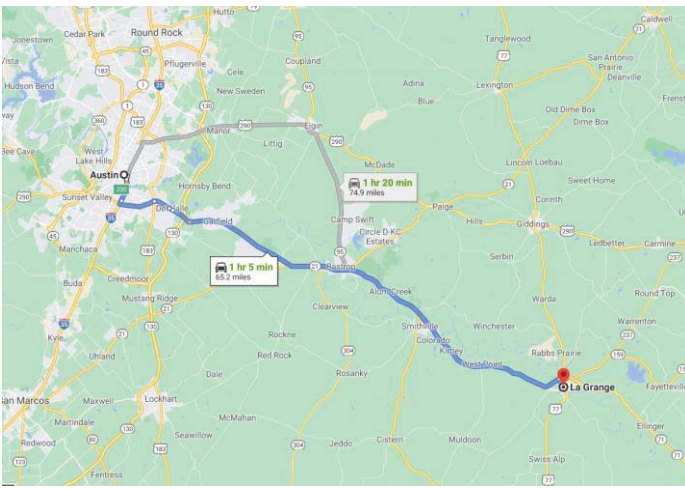 Hutto
Jonestown
Cedar Park
Round Rock
Caldwell
Tanglewood
Pflugerville
Coupland
San Antonio
Prairie
Deanville
Hudson Bend
Cele
New Sweden
Adina
Lexington
Blue
Old Dime Box
Dime Box
Manor
Elgin
Littig
Bee Cave
West
Lake Hills
McDade
Lincoln
Loebau
Austin
Hornsby Bend
1 hr 20 min
74.9 miles
Sweet Home
Sunset Valley
Del Valle
Garfield
Camp Swift
Paige
Corinth
Circle D-KC
Estates
Hills
Giddings
Manchaca
Ledbetter
Carmine
1 hr 5 min
65.2 miles
Bastrop
Serbin
Buda
Creedmoor
Mustang Ridge
Alum Creek
Round Top
Clearview
Warda
Kyle
Smithville
Winchester
Warrenton
Uhland
Rockne
Colorado
Red Rock
Kirtley
Rabbs Prairie
Rosanky
West Point
Dale
La Grange
Fayetteville
San Marcos
Maxwell
Lockhart
McMahan
Martindale
Ellinger
Redwood
Seawillow
Jeddo
Cistern
Muldoon
Swiss Alp
Fentress